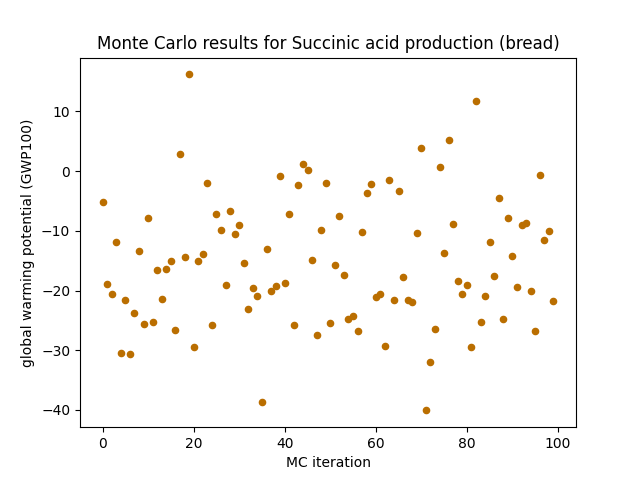 Monte Carlo results for Succinic acid production (bread)
global warming potential (GWP100)
10
0
−10
−20
−30
−40
0 20 40 60 80 100
MC iteration